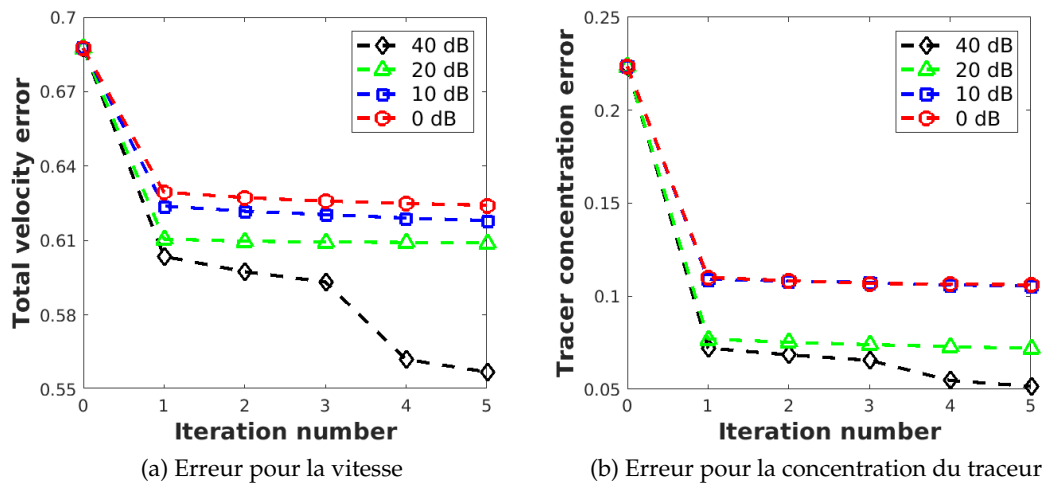 0.7
0.67
0.64
0.61
0.58
0.55
0 1 2 3 4 5
Total velocity error
Iteration number
40 dB
20 dB
10 dB
0 dB
(a) Erreur pour la vitesse
0.25
0.2
0.15
0.1
0.05
0 1 2 3 4 5
Tracer concentration error
Iteration number
40 dB
20 dB
10 dB
0 dB
(b) Erreur pour la concentration du traceur